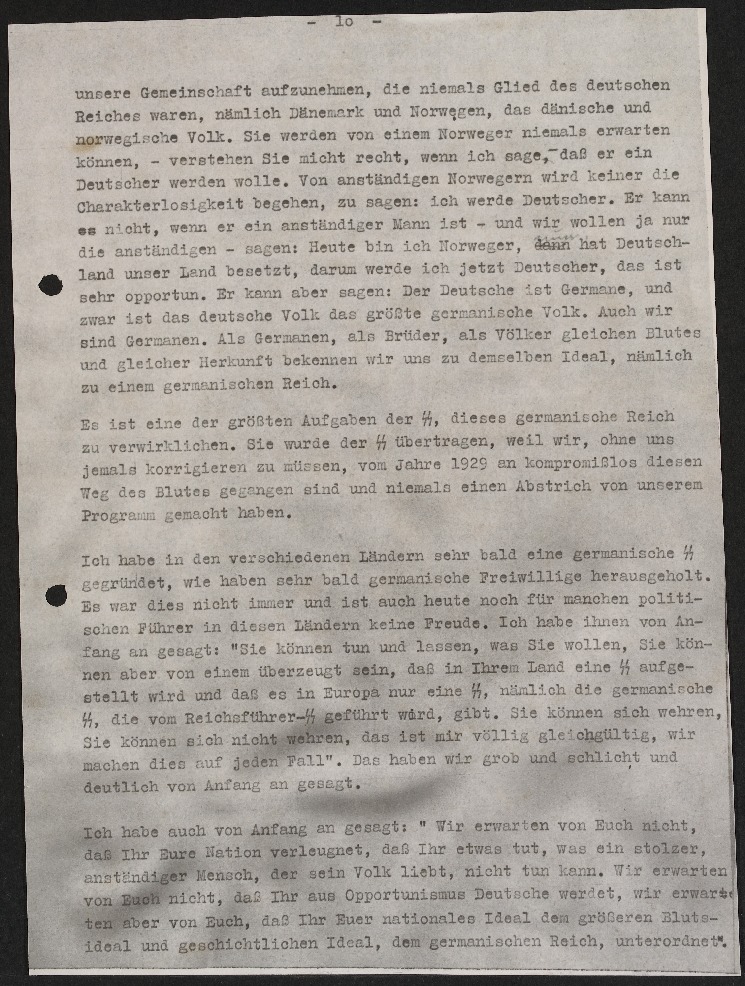 - lo -
unsere Gemeinschaft aufzunehmen, die niemals Glied des deutschen
Reiches waren, nämlich Dänemark und Norwegen, das dänische und
norwegische Volk. Sie werden von einem Norweger niemals erwarten
können, - verstehen Sie micht recht, wenn ich sage,- daß er ein
Deutscher werden wolle. Von anständigen Norwegern wird keiner die
Charakterlosigkeit begehen, zu sagen: ich werde Deutscher. Er kann
es nicht, wenn er ein anständiger Mann ist - und wir wollen ja nur
die anständigen - sagen: Heute bin ich Norweger, dann hat Deutsch-
land unser Land besetzt, darum werde ich jetzt Deutscher, das ist
sehr opportun. Er kann aber sagen: Der Deutsche ist Germane, und
zwar ist das deutsche Volk das größte germanische Volk. Auch wir
sind Germanen. Als Germanen, als Brüder, als Völker gleichen Blutes
und gleicher Herkunft bekennen wir uns zu demselben Ideal, nämlich
zu einem germanischen Reich.
Es ist eine der größten Aufgaben der ᛋᛋ, dieses germanische Reich
zu verwirklichen. Sie wurde der ᛋᛋ übertragen, weil wir, ohne uns
jemals korrigieren zu müssen, vom Jahre 1929 an kompromißlos diesen
Weg des Blutes gegangen sind und niemals einen Abstrich von unserem
Programm gemacht haben.
Ich habe in den verschiedenen Ländern sehr bald eine germanische ᛋᛋ
gegründet, wie haben sehr bald germanische Freiwillige herausgeholt.
Es war dies nicht immer und ist auch heute noch für manchen politi-
schen Führer in diesen Ländern keine Freude. Ich habe ihnen von An-
fang an gesagt: "Sie können tun und lassen, was Sie wollen, Sie kön-
nen aber von einem überzeugt sein, daß in Ihrem Land eine ᛋᛋ aufge-
stellt wird und daß es in Europa nur eine ᛋᛋ, nämlich die germanische
ᛋᛋ, die vom Reichsführer-ᛋᛋ geführt wird, gibt. Sie können sich wehren,
Sie können sich nicht wehren, das ist mir völlig gleichgültig, wir
machen dies auf jeden Fall". Das haben wir grob und schlicht und
deutlich von Anfang an gesagt.
Ich habe auch von Anfang an gesagt: " Wir erwarten von Euch nicht,
daß Ihr Eure Nation verleugnet, daß Ihr etwas tut, was ein stolzer,
anständiger Mensch, der sein Volk liebt, nicht tun kann. Wir erwarten
von Euch nicht, daß Ihr aus Opportunismus Deutsche werdet, wir erwar-
ten aber von Euch, daß Ihr Euer nationales Ideal dem größeren Bluts-
ideal und geschichtlichen Ideal, dem germanischen Reich, unterordnet".